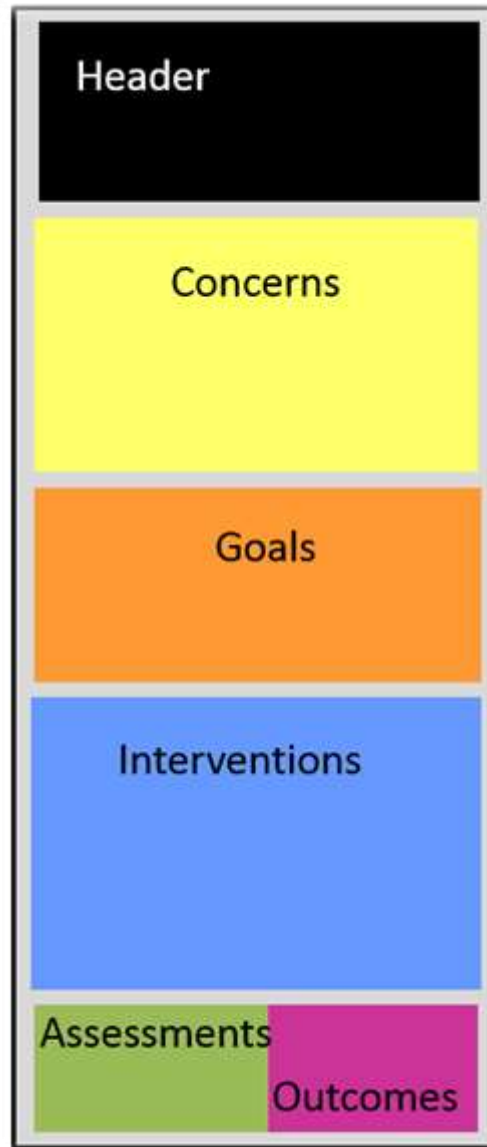 Header
Concerns
Goals
Interventions
Assessments
Outcomes